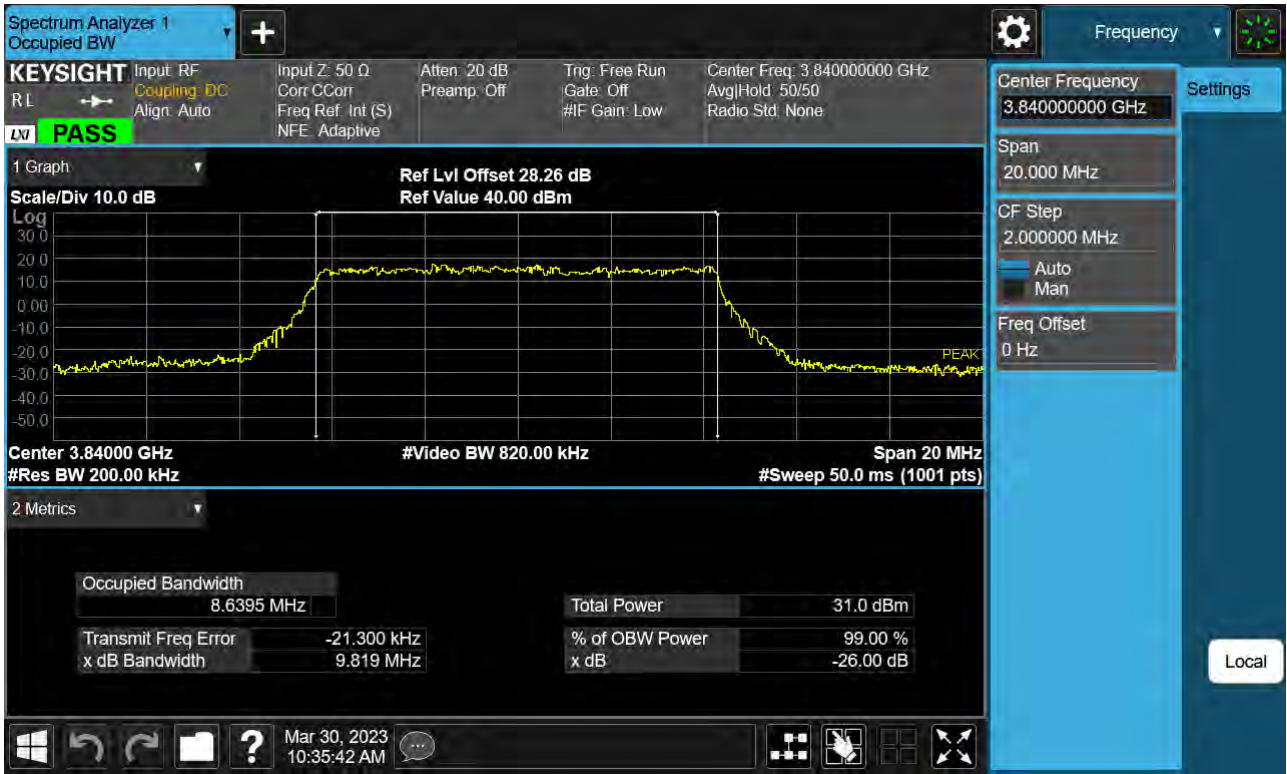 Spectrum Analyzer 1
Occupied BW
Frequency
KEYSIGHT
RL
LXI
PASS
Input: RF
Coupling: DC
Align: Auto
Input Z: 50 Ω
Corr CCorr
Freq Ref: Int (S)
NFE: Adaptive
Atten: 20 dB
Preamp: Off
Trig: Free Run
Gate: Off
#IF Gain: Low
Center Freq: 3.840000000 GHz
Avg|Hold: 50/50
Radio Std: None
1 Graph
Scale/Div 10.0 dB
Ref Lvl Offset 28.26 dB
Ref Value 40.00 dBm
Log
30.0
20.0
10.0
0.00
-10.0
-20.0
-30.0
-40.0
-50.0
PEAK
Center 3.84000 GHz
#Video BW 820.00 kHz
Span 20 MHz
#Res BW 200.00 kHz
#Sweep 50.0 ms (1001 pts)
2 Metrics
Occupied Bandwidth
8.6395 MHz
Total Power 31.0 dBm
Transmit Freq Error -21.300 kHz
% of OBW Power 99.00 %
x dB Bandwidth 9.819 MHz
x dB -26.00 dB
Center Frequency
3.840000000 GHz
Settings
Span
20.000 MHz
CF Step
2.000000 MHz
Auto
Man
Freq Offset
0 Hz
Local
?
Mar 30, 2023
10:35:42 AM